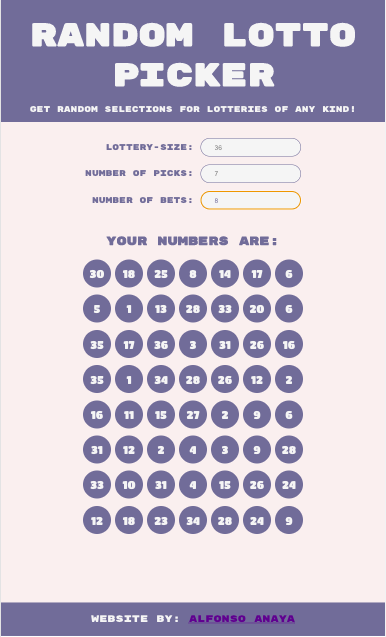 RANDOM LOTTO
PICKER
GET RANDOM SELECTIONS FOR LOTTERIES OF ANY KIND!
LOTTERY-SIZE: 36
NUMBER OF PICKS: 7
NUMBER OF BETS: 8
YOUR NUMBERS ARE:
30 18 25 8 14 17 6
5 1 13 28 33 20 6
35 17 36 3 31 26 16
35 1 34 28 26 12 2
16 11 15 27 2 9 6
31 12 2 4 3 9 28
33 10 31 4 15 26 24
12 18 23 34 28 24 9
WEBSITE BY: ALFONSO ANAYA